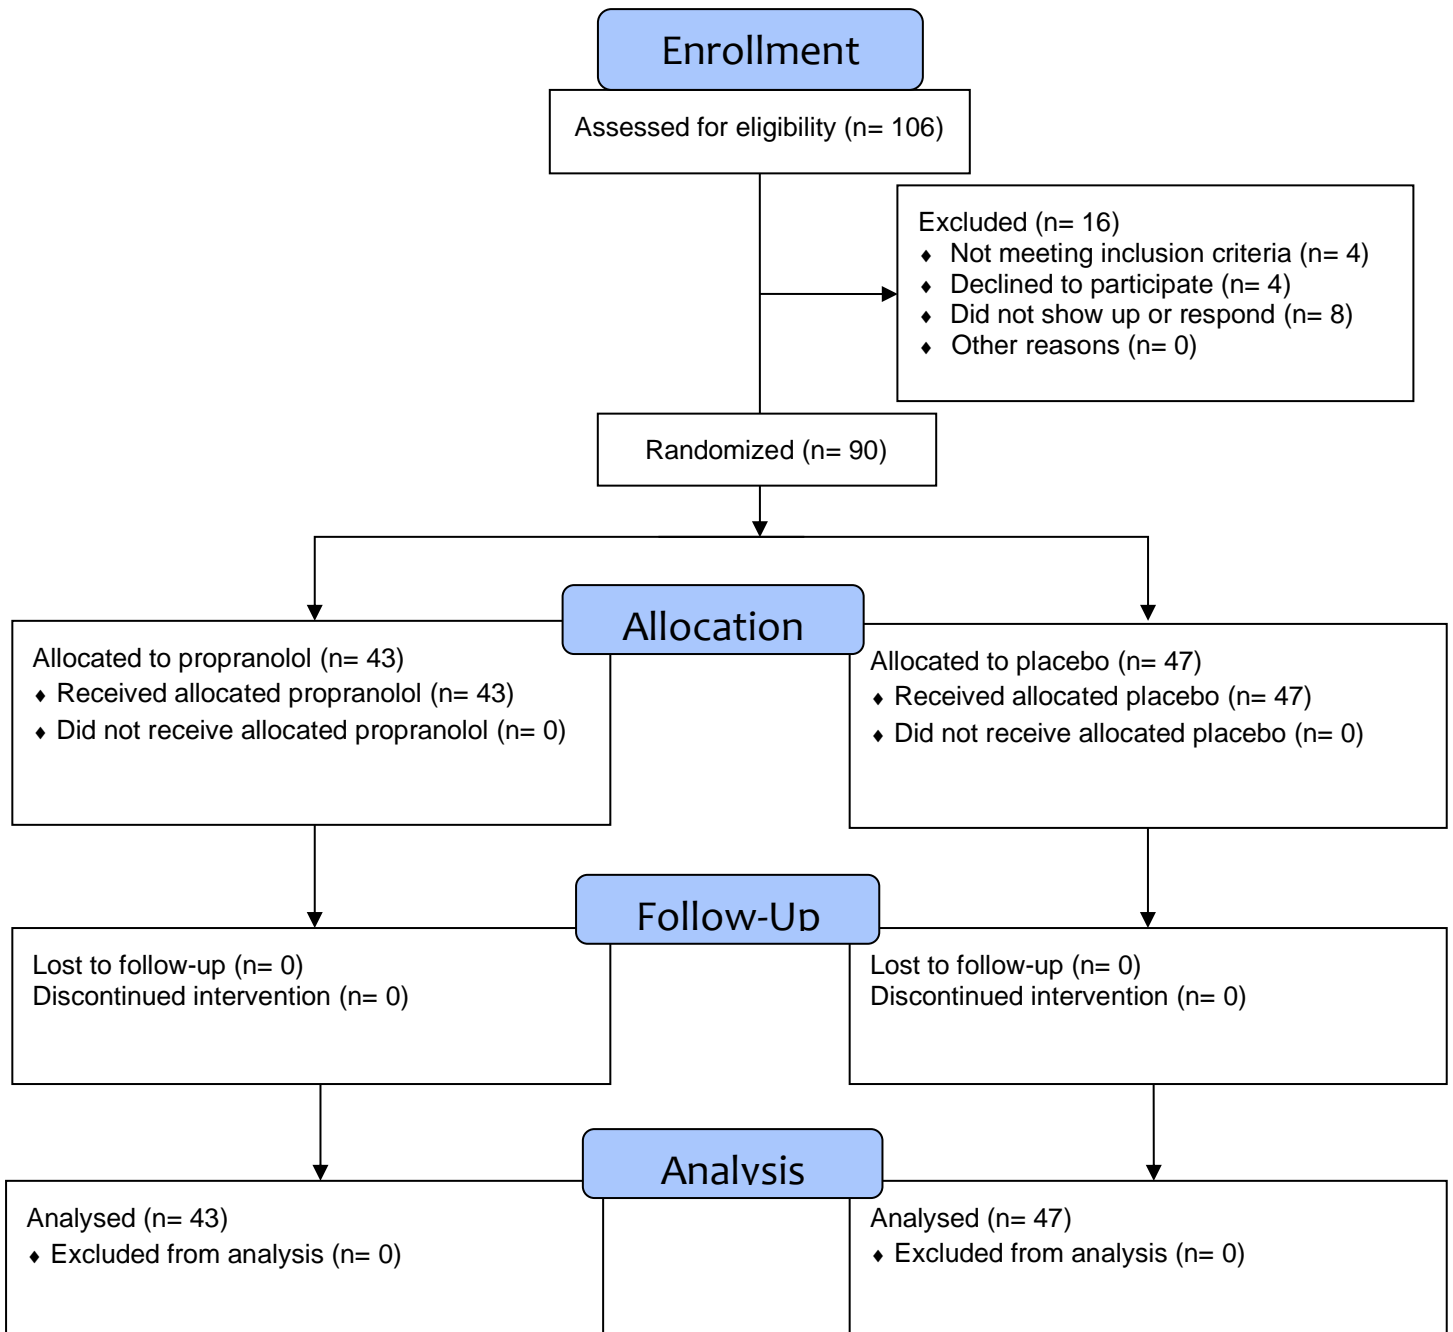 Enrollment
Assessed for eligibility (n= 106)
Excluded (n= 16)
♦ Not meeting inclusion criteria (n= 4)
♦ Declined to participate (n= 4)
♦ Did not show up or respond (n= 8)
♦ Other reasons (n= 0)
Randomized (n= 90)
Allocation
Allocated to propranolol (n= 43)
♦ Received allocated propranolol (n= 43)
♦ Did not receive allocated propranolol (n= 0)
Allocated to placebo (n= 47)
♦ Received allocated placebo (n= 47)
♦ Did not receive allocated placebo (n= 0)
Follow-Up
Lost to follow-up (n= 0)
Discontinued intervention (n= 0)
Lost to follow-up (n= 0)
Discontinued intervention (n= 0)
Analysis
Analysed (n= 43)
♦ Excluded from analysis (n= 0)
Analysed (n= 47)
♦ Excluded from analysis (n= 0)